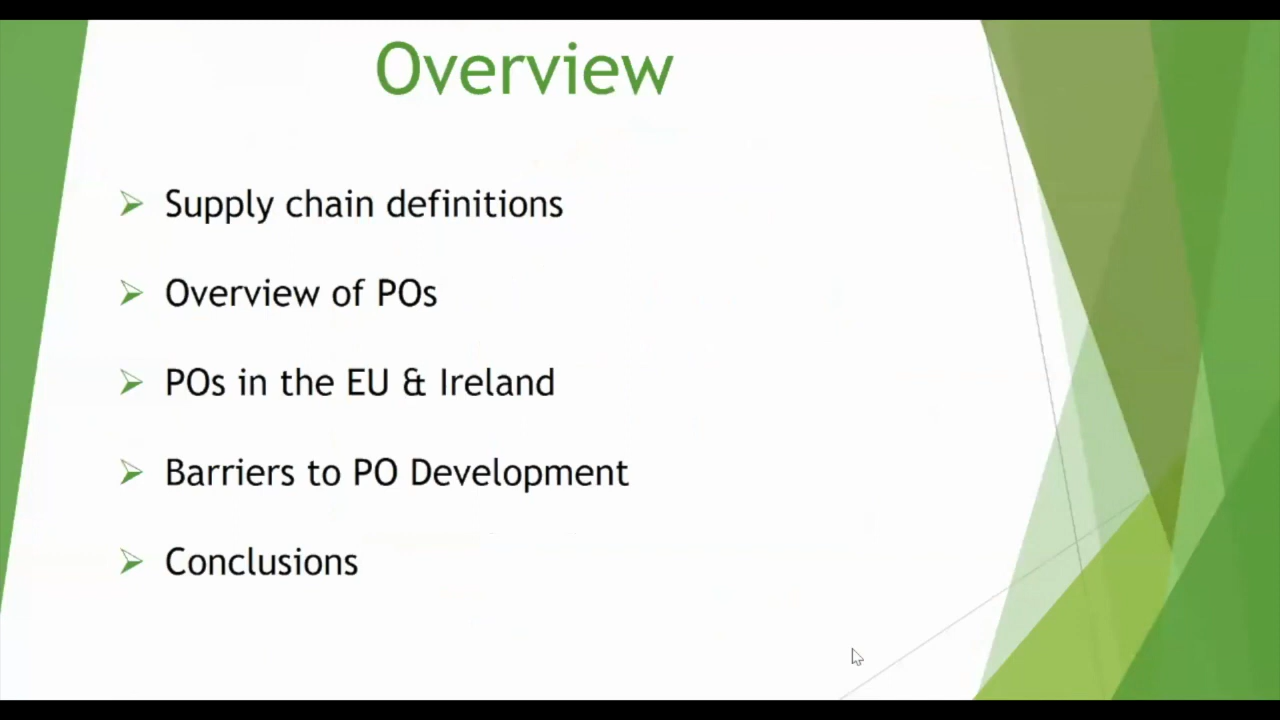 Overview
Supply chain definitions
Overview of POs
POs in the EU & Ireland
Barriers to PO Development
Conclusions